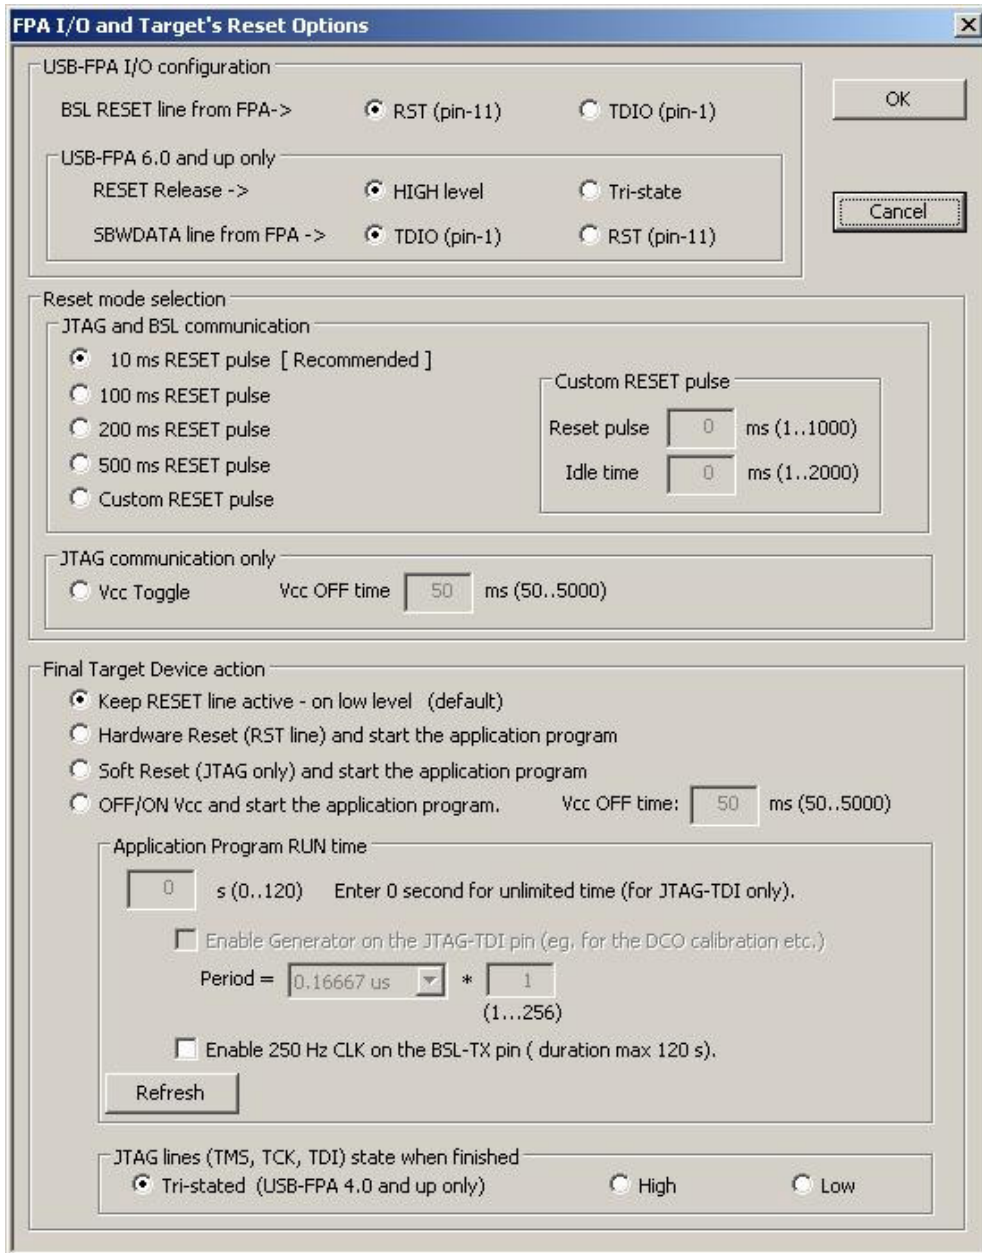 FPA I/O and Target's Reset Options
USB-FPA I/O configuration
BSL RESET line from FPA-> RST (pin-11) TDIO (pin-1)
OK
USB-FPA 6.0 and up only
RESET Release -> HIGH level Tri-state
Cancel
SBWDATA line from FPA -> TDIO (pin-1) RST (pin-11)
Reset mode selection
JTAG and BSL communication
10 ms RESET pulse [ Recommended ]
100 ms RESET pulse
200 ms RESET pulse
500 ms RESET pulse
Custom RESET pulse
Custom RESET pulse
Reset pulse 0 ms (1..1000)
Idle time 0 ms (1..2000)
JTAG communication only
Vcc Toggle Vcc OFF time 50 ms (50..5000)
Final Target Device action
Keep RESET line active - on low level (default)
Hardware Reset (RST line) and start the application program
Soft Reset (JTAG only) and start the application program
OFF/ON Vcc and start the application program. Vcc OFF time: 50 ms (50..5000)
Application Program RUN time
0 s (0..120) Enter 0 second for unlimited time (for JTAG-TDI only).
Enable Generator on the JTAG-TDI pin (eg. for the DCO calibration etc.)
Period = 0.16667 us * 1
(1...256)
Enable 250 Hz CLK on the BSL-TX pin ( duration max 120 s).
Refresh
JTAG lines (TMS, TCK, TDI) state when finished
Tri-stated (USB-FPA 4.0 and up only) High Low